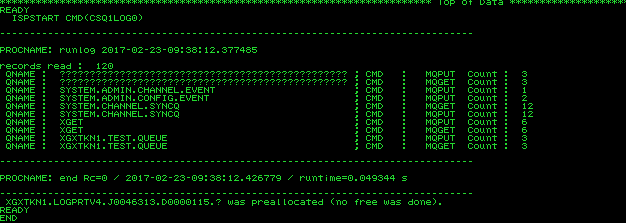 ******************************** Top of Data ********************************
READY
ISPSTART CMD(CSQ1LOG0)
--------------------------------------------------------------------------------
PROCNAME: runlog 2017-02-23-09:38:12.377485
records read : 120
QNAME : ???????????????????????????????????????????????? ; CMD : MQPUT Count : 3
QNAME : ???????????????????????????????????????????????? ; CMD : MQGET Count : 3
QNAME : SYSTEM.ADMIN.CHANNEL.EVENT ; CMD : MQPUT Count : 1
QNAME : SYSTEM.ADMIN.CONFIG.EVENT ; CMD : MQPUT Count : 2
QNAME : SYSTEM.CHANNEL.SYNCQ ; CMD : MQPUT Count : 12
QNAME : SYSTEM.CHANNEL.SYNCQ ; CMD : MQGET Count : 12
QNAME : XGET ; CMD : MQPUT Count : 6
QNAME : XGET ; CMD : MQGET Count : 6
QNAME : XGXTKN1.TEST.QUEUE ; CMD : MQPUT Count : 3
QNAME : XGXTKN1.TEST.QUEUE ; CMD : MQGET Count : 3
--------------------------------------------------------------------------------
PROCNAME: end Rc=0 / 2017-02-23-09:38:12.426779 / runtime=0.049344 s
--------------------------------------------------------------------------------
XGXTKN1.LOGPRTV4.J0046313.D0000115.? was preallocated (no free was done).
READY
END